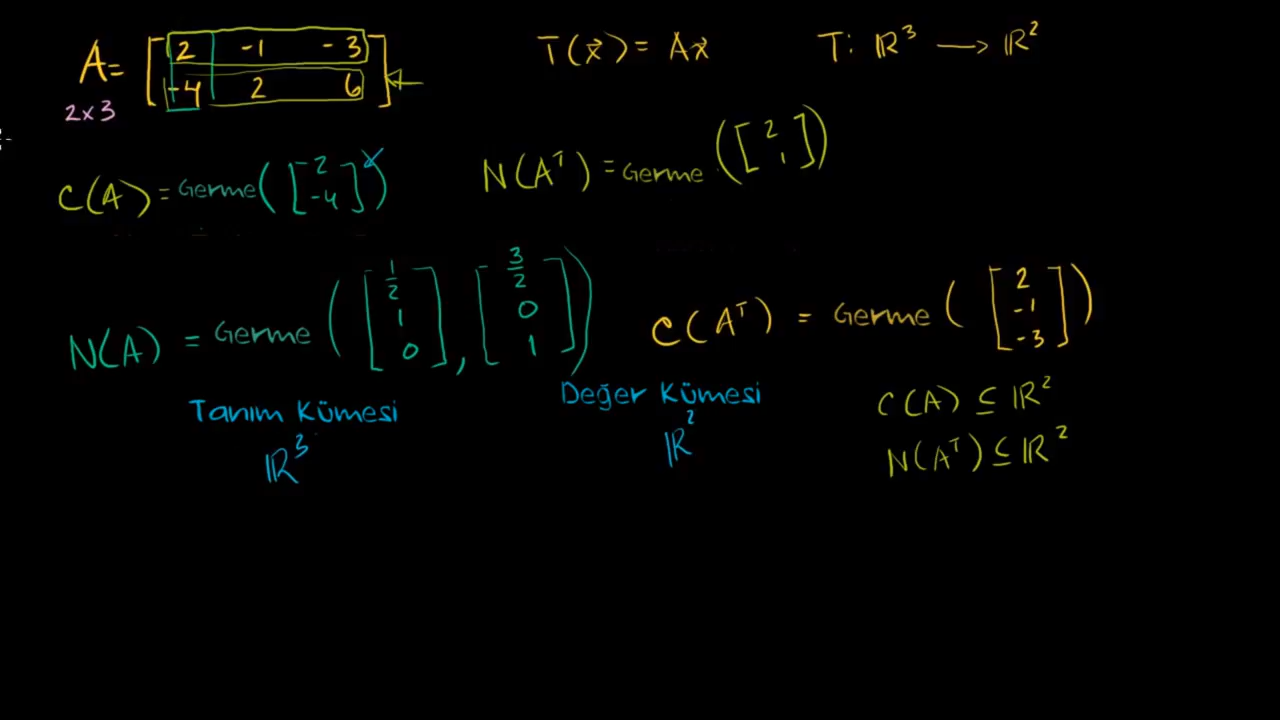 A= [ 2 -1 -3 ; -4 2 6 ] T(x⃗)= Ax⃗ T: ℝ³ → ℝ²
2x3
C(A) = Germe ( [ 2 ; -4 ] ) N(Aᵀ) = Germe ( [ 2 ; 1 ] )
N(A) = Germe ( [ 1/2 ; 1 ; 0 ] , [ 3/2 ; 0 ; 1 ] ) C(Aᵀ) = Germe ( [ 2 ; -1 ; -3 ] )
Tanım Kümesi Değer Kümesi C(A) ⊆ ℝ²
ℝ³ ℝ² N(Aᵀ) ⊆ ℝ²